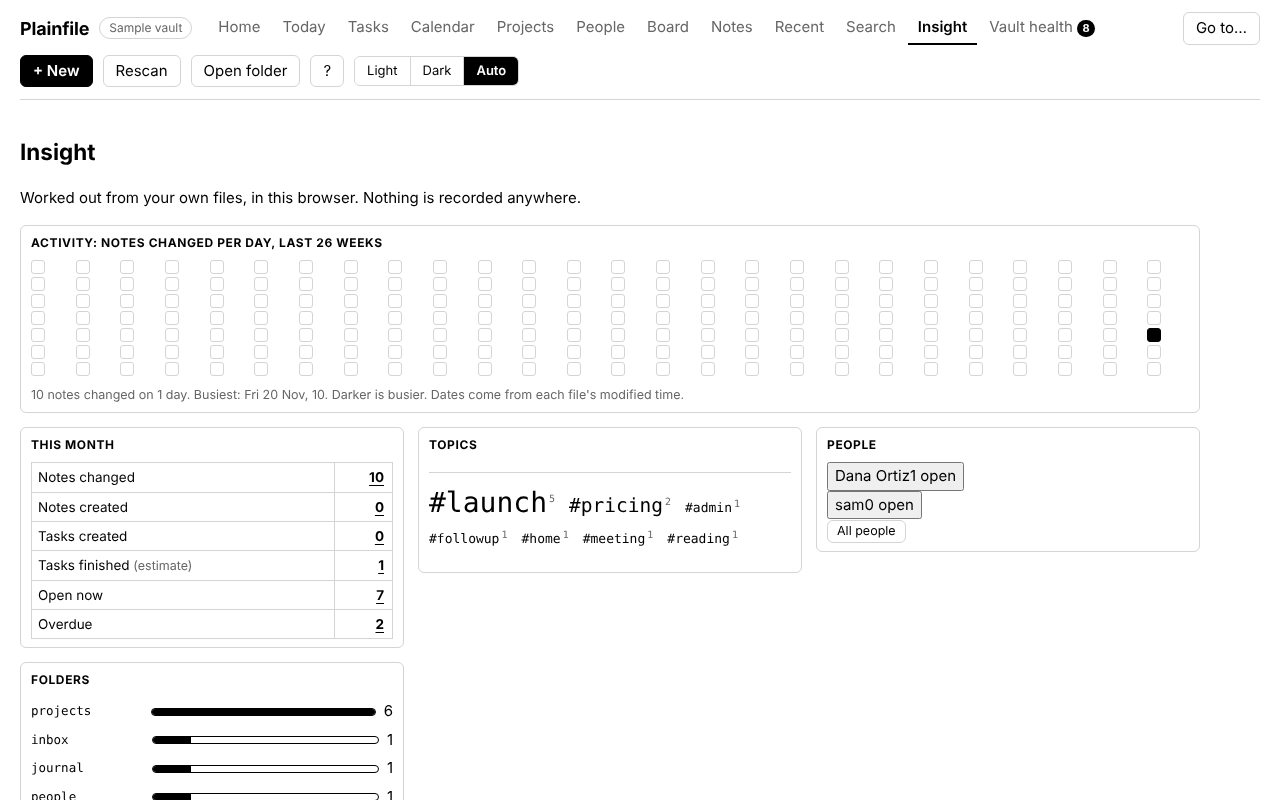 Plainfile Sample vault Home Today Tasks Calendar Projects People Board Notes Recent Search Insight Vault health 8 Go to...
+ New Rescan Open folder ? Light Dark Auto
Insight
Worked out from your own files, in this browser. Nothing is recorded anywhere.
ACTIVITY: NOTES CHANGED PER DAY, LAST 26 WEEKS
10 notes changed on 1 day. Busiest: Fri 20 Nov, 10. Darker is busier. Dates come from each file's modified time.
THIS MONTH
Notes changed 10
Notes created 0
Tasks created 0
Tasks finished (estimate) 1
Open now 7
Overdue 2
TOPICS
#launch 5 #pricing 2 #admin 1
#followup 1 #home 1 #meeting 1 #reading 1
PEOPLE
Dana Ortiz1 open
sam0 open
All people
FOLDERS
projects 6
inbox 1
journal 1
people 1